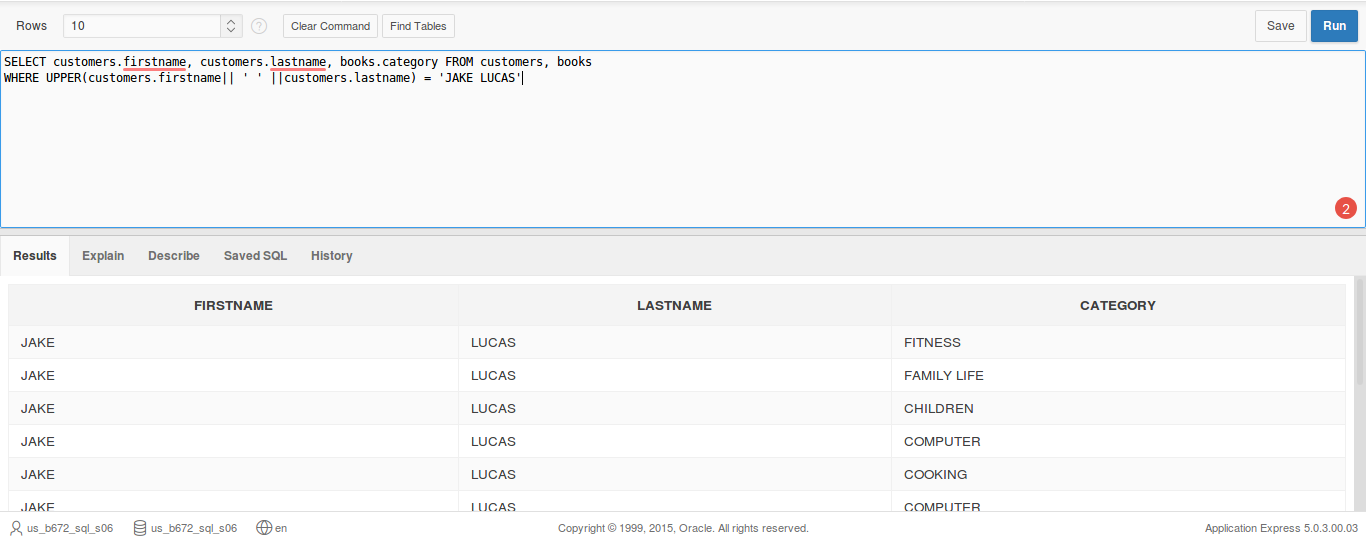 Rows 10 ? Clear Command Find Tables Save Run
SELECT customers.firstname, customers.lastname, books.category FROM customers, books
WHERE UPPER(customers.firstname|| ' ' ||customers.lastname) = 'JAKE LUCAS'
2
Results Explain Describe Saved SQL History
FIRSTNAME LASTNAME CATEGORY
JAKE LUCAS FITNESS
JAKE LUCAS FAMILY LIFE
JAKE LUCAS CHILDREN
JAKE LUCAS COMPUTER
JAKE LUCAS COOKING
JAKE LUCAS COMPUTER
us_b672_sql_s06 us_b672_sql_s06 en Copyright © 1999, 2015, Oracle. All rights reserved. Application Express 5.0.3.00.03